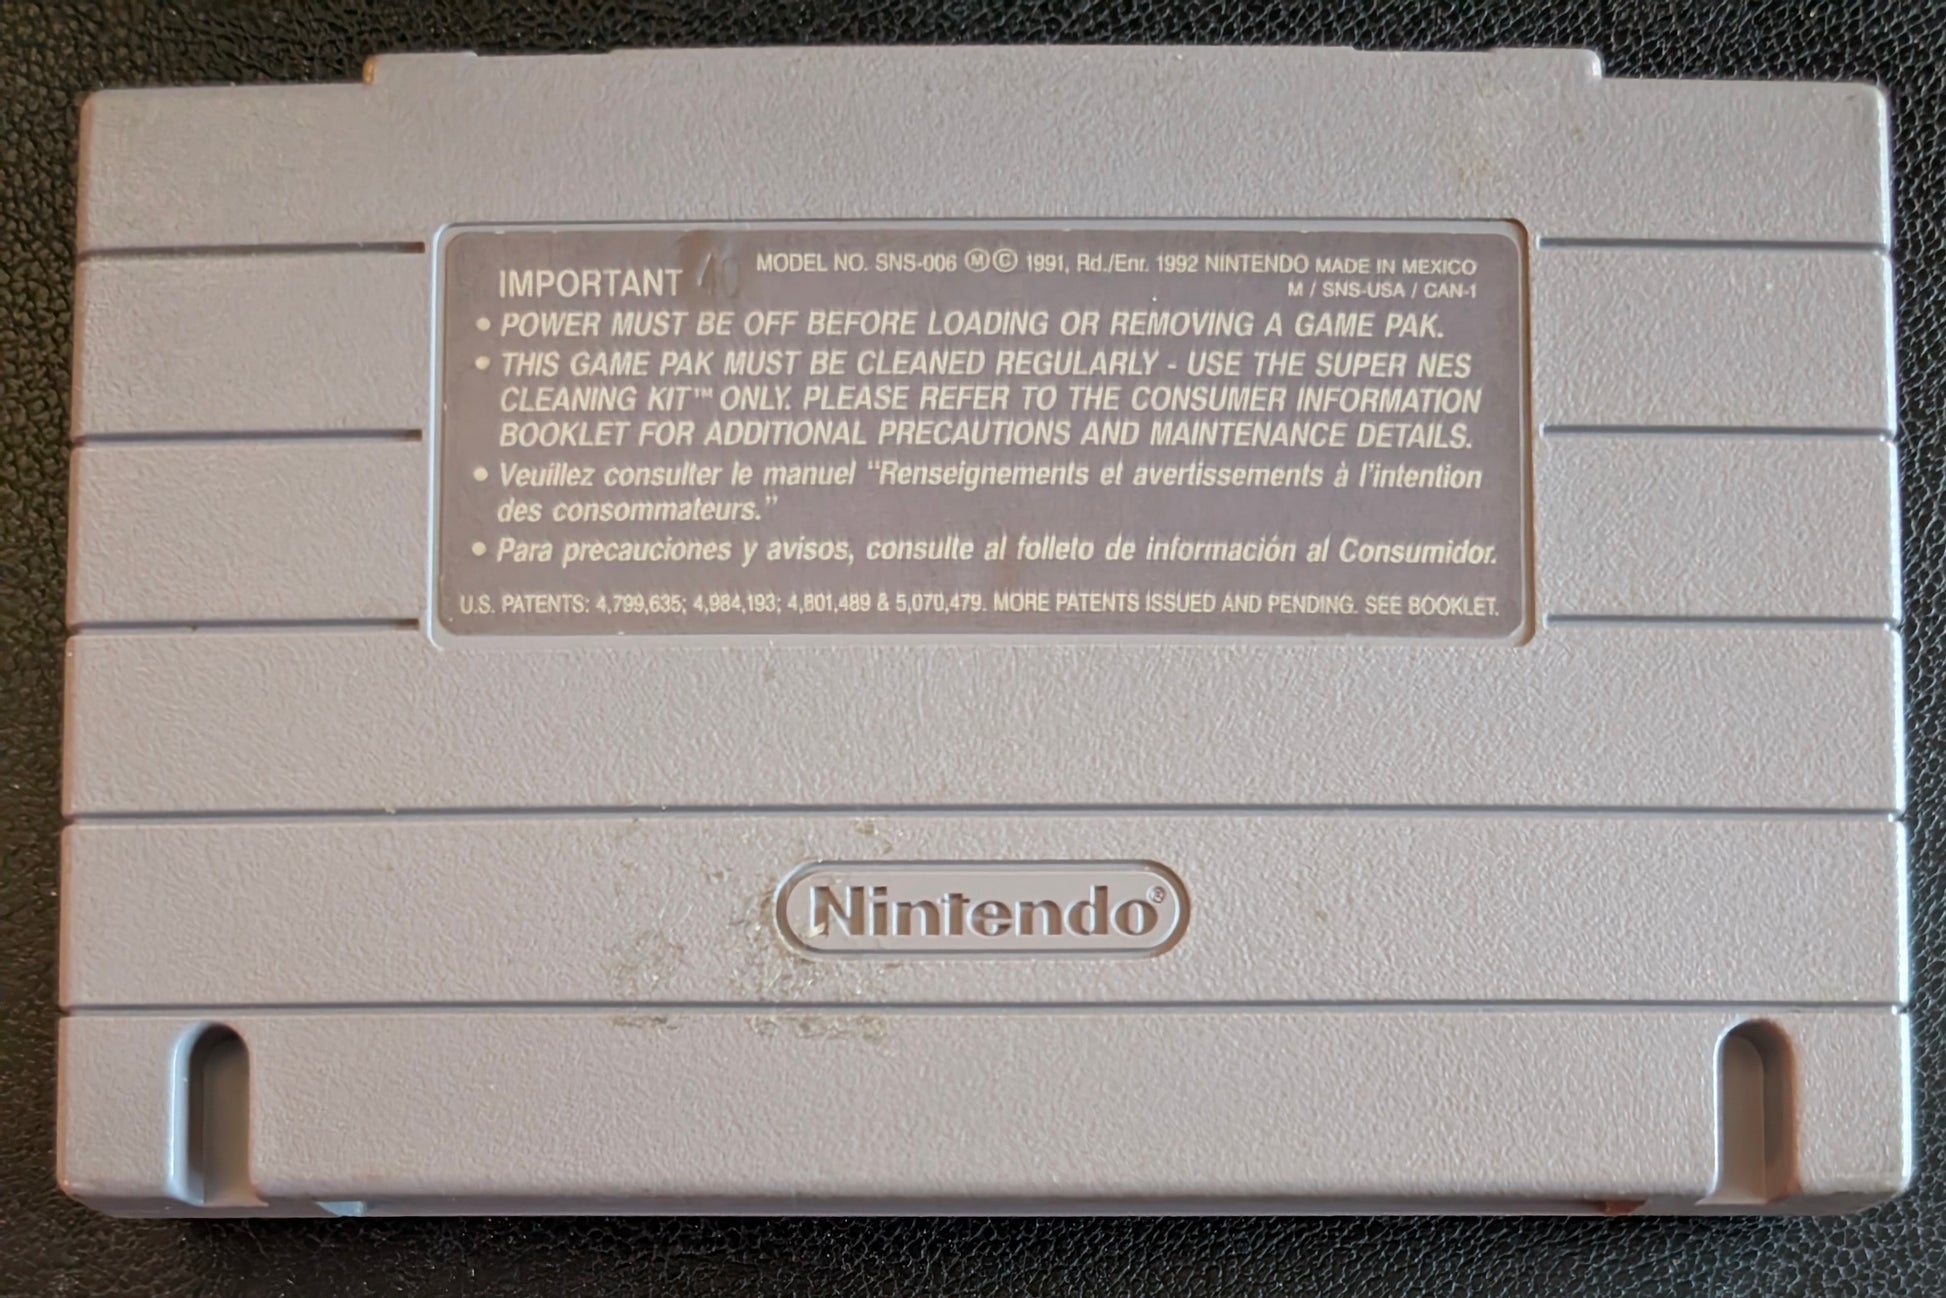 IMPORTANT 40 MODEL NO. SNS-006 Ⓜ© 1991, Rd./Enr. 1992 NINTENDO MADE IN MEXICO
M / SNS-USA / CAN-1
• POWER MUST BE OFF BEFORE LOADING OR REMOVING A GAME PAK.
• THIS GAME PAK MUST BE CLEANED REGULARLY - USE THE SUPER NES
CLEANING KIT™ ONLY. PLEASE REFER TO THE CONSUMER INFORMATION
BOOKLET FOR ADDITIONAL PRECAUTIONS AND MAINTENANCE DETAILS.
• Veuillez consulter le manuel “Renseignements et avertissements à l’intention
des consommateurs.”
• Para precauciones y avisos, consulte al folleto de información al Consumidor.
U.S. PATENTS: 4,799,635; 4,984,193; 4,801,489 & 5,070,479. MORE PATENTS ISSUED AND PENDING. SEE BOOKLET.
Nintendo®